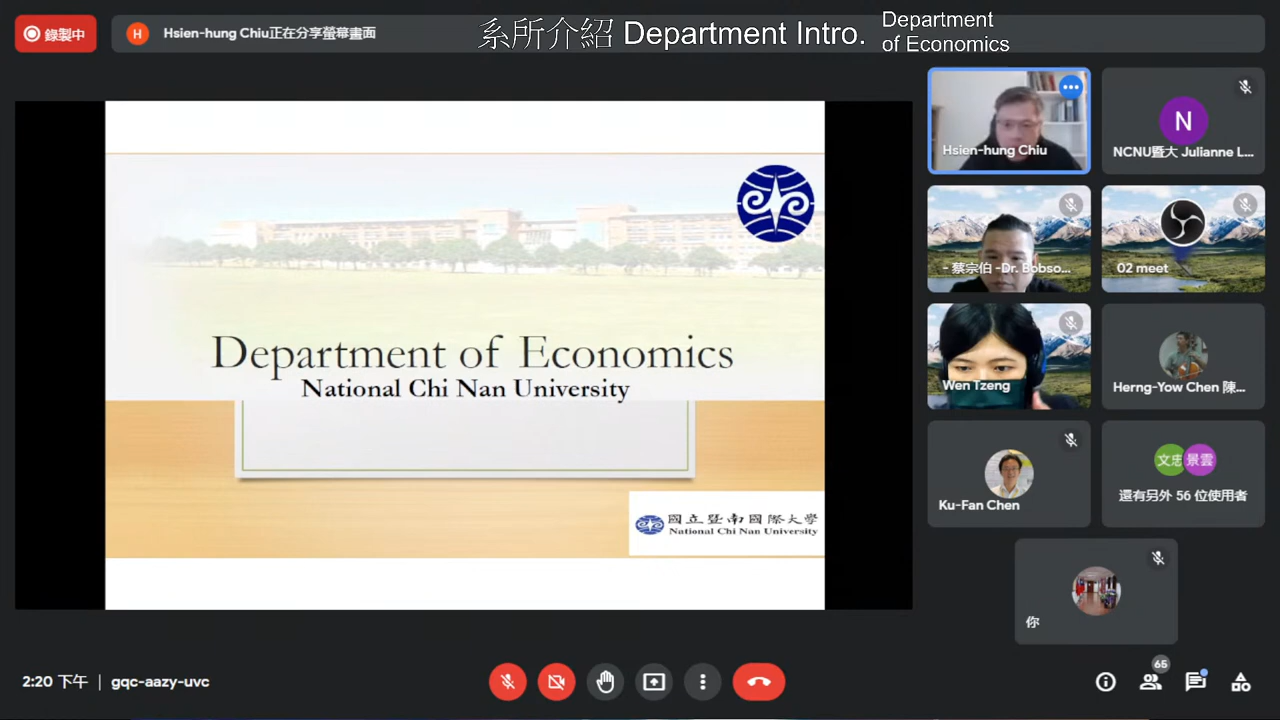 錄製中
H
Hsien-hung Chiu正在分享螢幕畫面
系所介紹 Department Intro.
Department
of Economics
Department of Economics
National Chi Nan University
國立暨南國際大學
National Chi Nan University
Hsien-hung Chiu
N
NCNU暨大 Julianne L...
- 蔡宗伯 -Dr. Bobso...
02 meet
Wen Tzeng
Herng-Yow Chen 陳...
Ku-Fan Chen
文忠
景雲
還有另外 56 位使用者
你
2:20 下午 | gqc-aazy-uvc
65